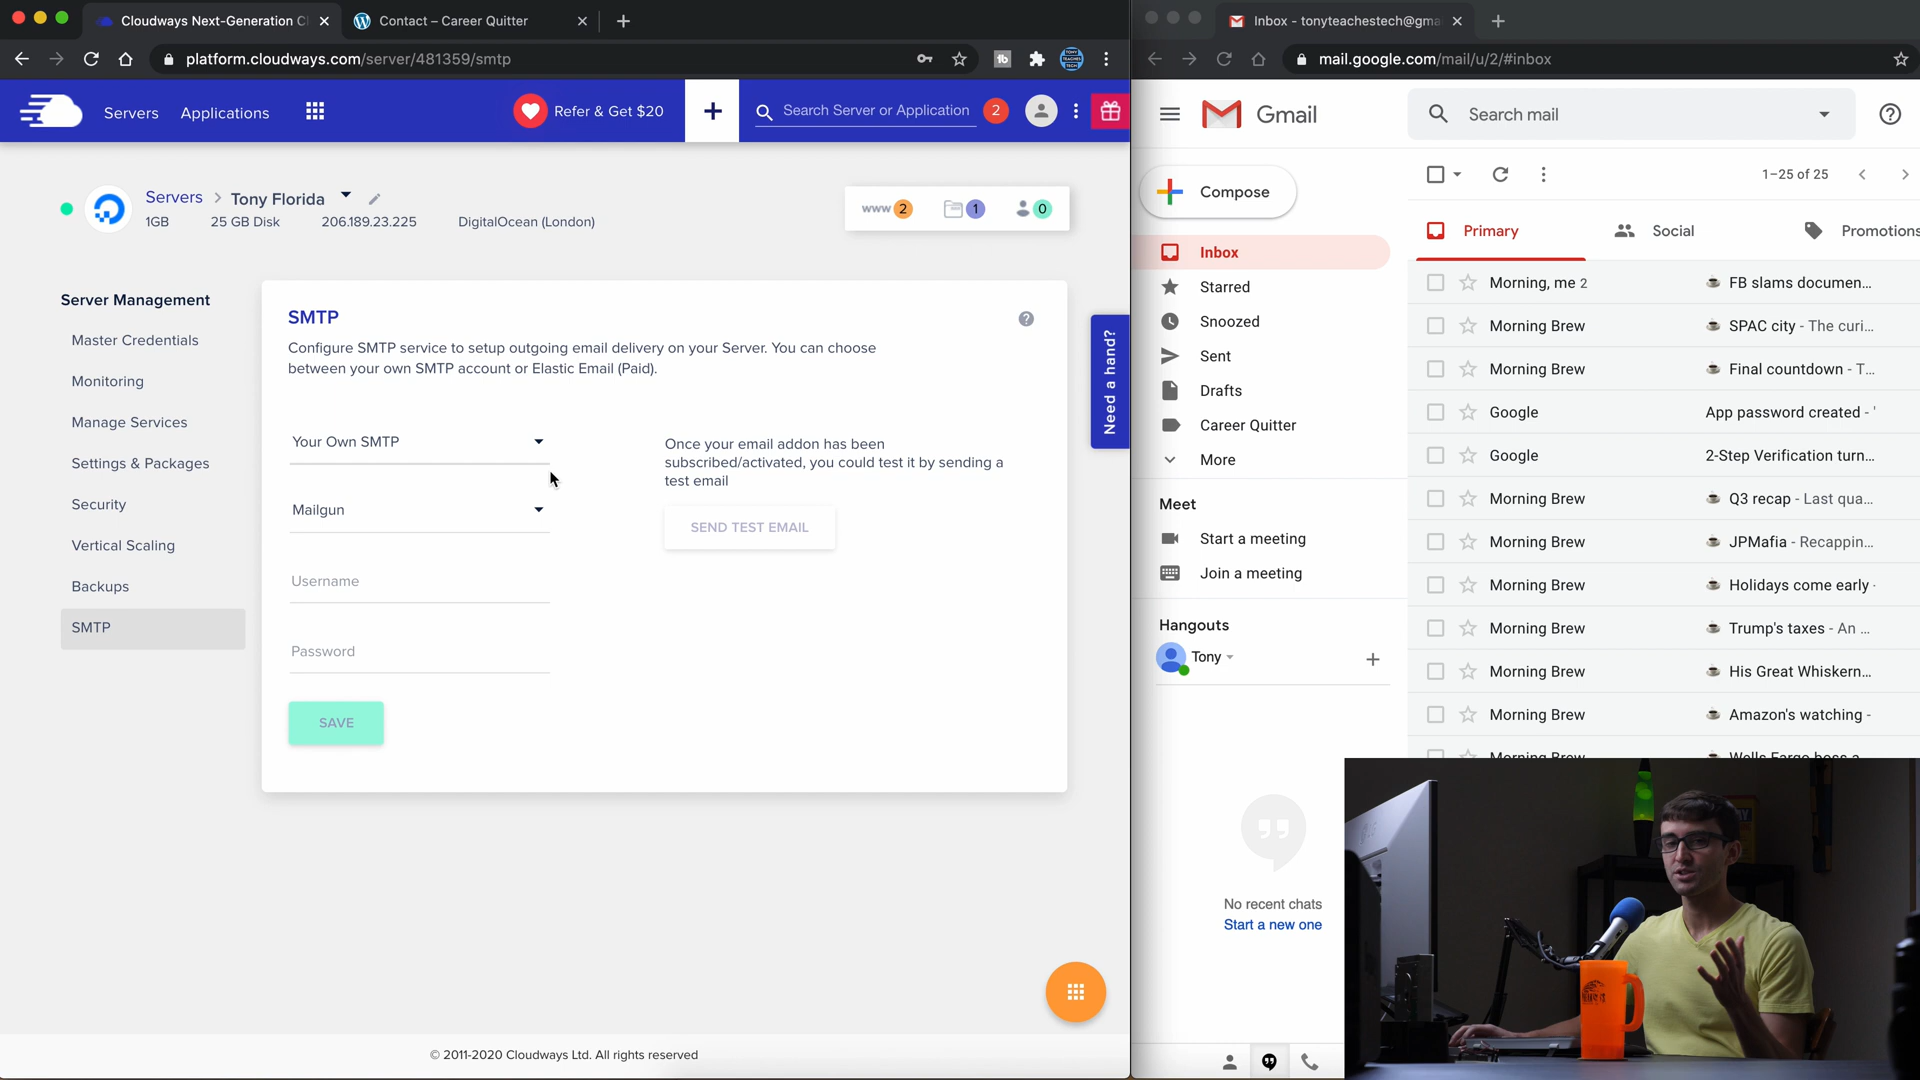 Cloudways Next-Generation Cl
Contact – Career Quitter
platform.cloudways.com/server/481359/smtp
Servers
Applications
Refer & Get $20
Search Server or Application
2
Servers > Tony Florida
1GB
25 GB Disk
206.189.23.225
DigitalOcean (London)
www 2
1
0
Server Management
Master Credentials
Monitoring
Manage Services
Settings & Packages
Security
Vertical Scaling
Backups
SMTP
SMTP
Configure SMTP service to setup outgoing email delivery on your Server. You can choose
between your own SMTP account or Elastic Email (Paid).
Your Own SMTP
Mailgun
Username
Password
SAVE
Once your email addon has been
subscribed/activated, you could test it by sending a
test email
SEND TEST EMAIL
Need a hand?
© 2011-2020 Cloudways Ltd. All rights reserved
Inbox - tonyteachestech@gma
mail.google.com/mail/u/2/#inbox
Gmail
Search mail
Compose
1–25 of 25
Inbox
Starred
Snoozed
Sent
Drafts
Career Quitter
More
Meet
Start a meeting
Join a meeting
Hangouts
Tony
No recent chats
Start a new one
Primary
Social
Promotions
Morning, me 2 FB slams documen...
Morning Brew SPAC city - The curi...
Morning Brew Final countdown - T...
Google App password created - '
Google 2-Step Verification turn...
Morning Brew Q3 recap - Last qua...
Morning Brew JPMafia - Recappin...
Morning Brew Holidays come early -
Morning Brew Trump's taxes - An ...
Morning Brew His Great Whiskern...
Morning Brew Amazon's watching -
Morning Brew Wells Fargo boss a